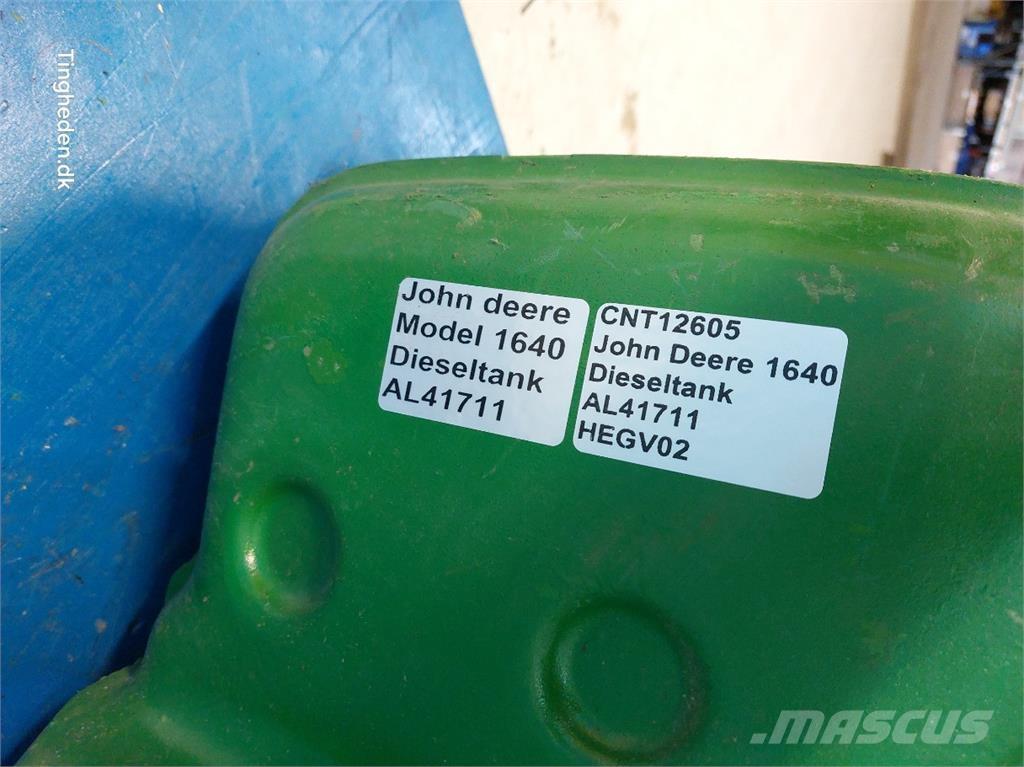 Tingheden.dk
John deere
Model 1640
Dieseltank
AL41711
CNT12605
John Deere 1640
Dieseltank
AL41711
HEGV02
MASCUS